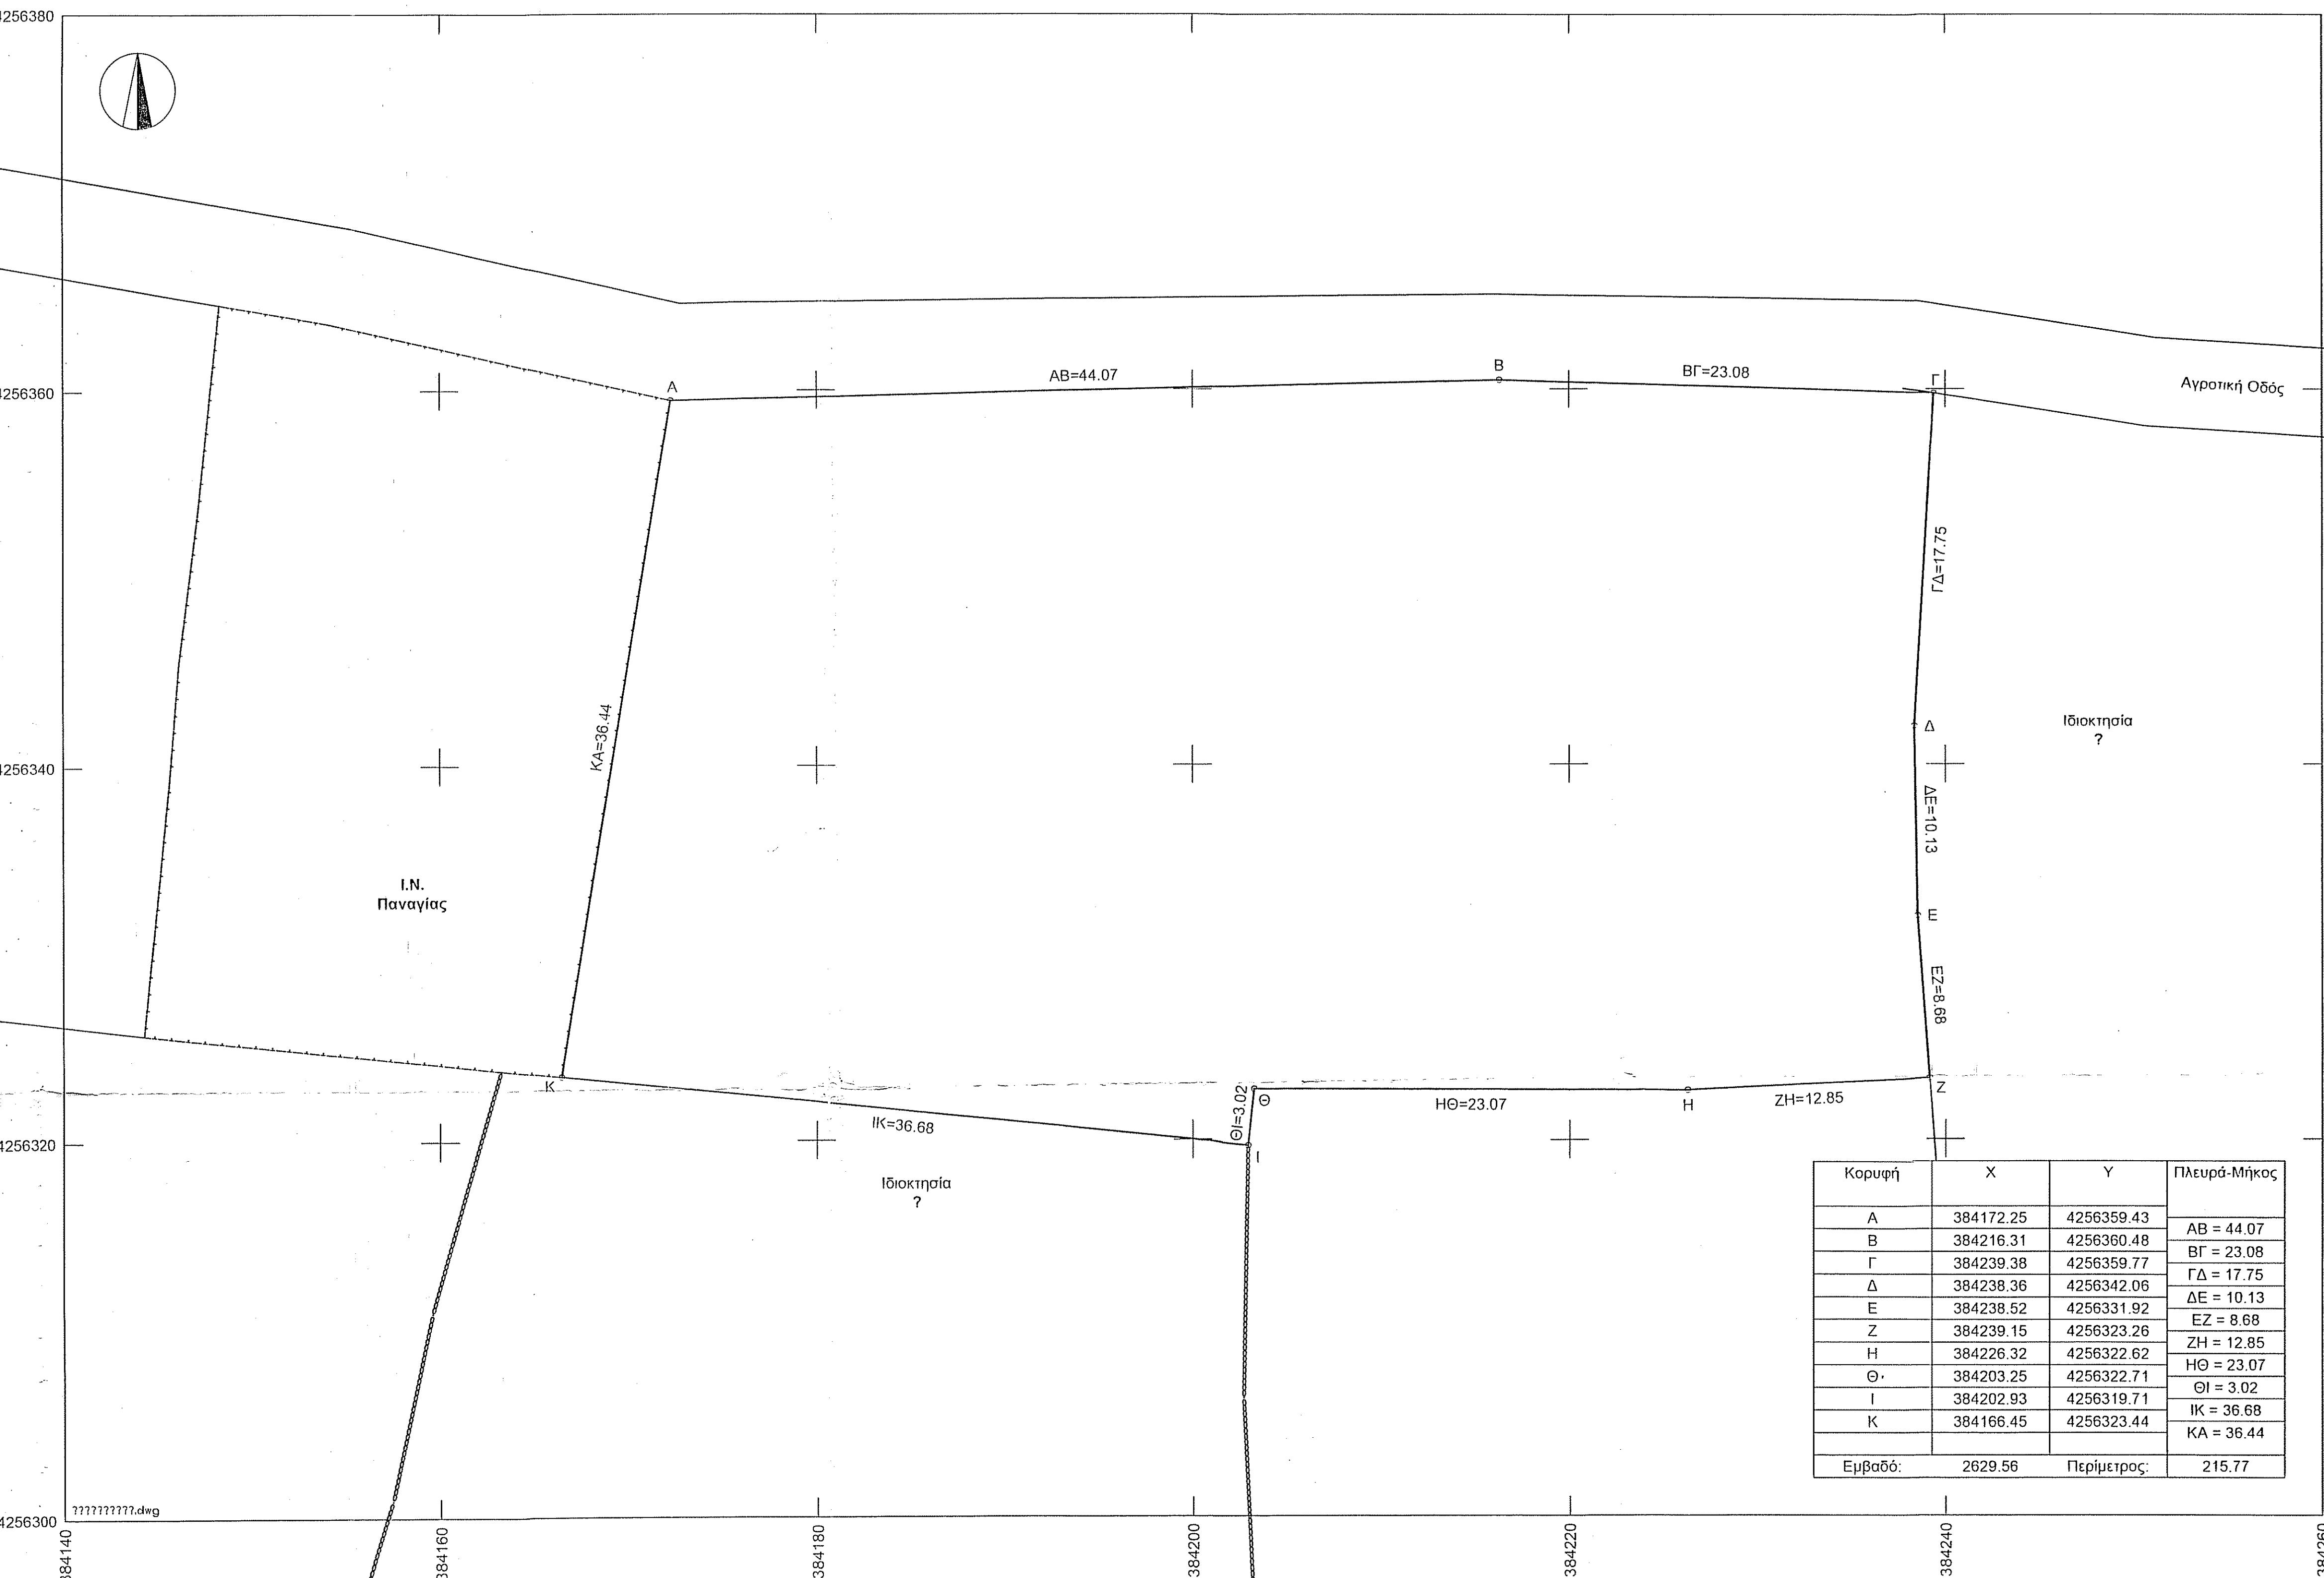 4256380
Α
ΑΒ=44.07
Β
ΒΓ=23.08
Γ
Αγροτική Οδός
4256360
ΓΔ=17.75
ΚΑ=36.44
Δ
Ιδιοκτησία
?
4256340
ΔΕ=10.13
Ι.Ν.
Παναγίας
Ε
ΕΖ=8.68
Κ
ΙΚ=36.68
ΘΙ=3.02
Θ
ΗΘ=23.07
Η
ΖΗ=12.85
Ζ
4256320
Ι
Ιδιοκτησία
?
Κορυφή X Y Πλευρά-Μήκος
Α 384172.25 4256359.43
ΑΒ = 44.07
Β 384216.31 4256360.48
ΒΓ = 23.08
Γ 384239.38 4256359.77
ΓΔ = 17.75
Δ 384238.36 4256342.06
ΔΕ = 10.13
Ε 384238.52 4256331.92
ΕΖ = 8.68
Ζ 384239.15 4256323.26
ΖΗ = 12.85
Η 384226.32 4256322.62
ΗΘ = 23.07
Θ 384203.25 4256322.71
ΘΙ = 3.02
Ι 384202.93 4256319.71
ΙΚ = 36.68
Κ 384166.45 4256323.44
ΚΑ = 36.44
Εμβαδό: 2629.56 Περίμετρος: 215.77
??????????.dwg
4256300
384140
384160
384180
384200
384220
384240
384260